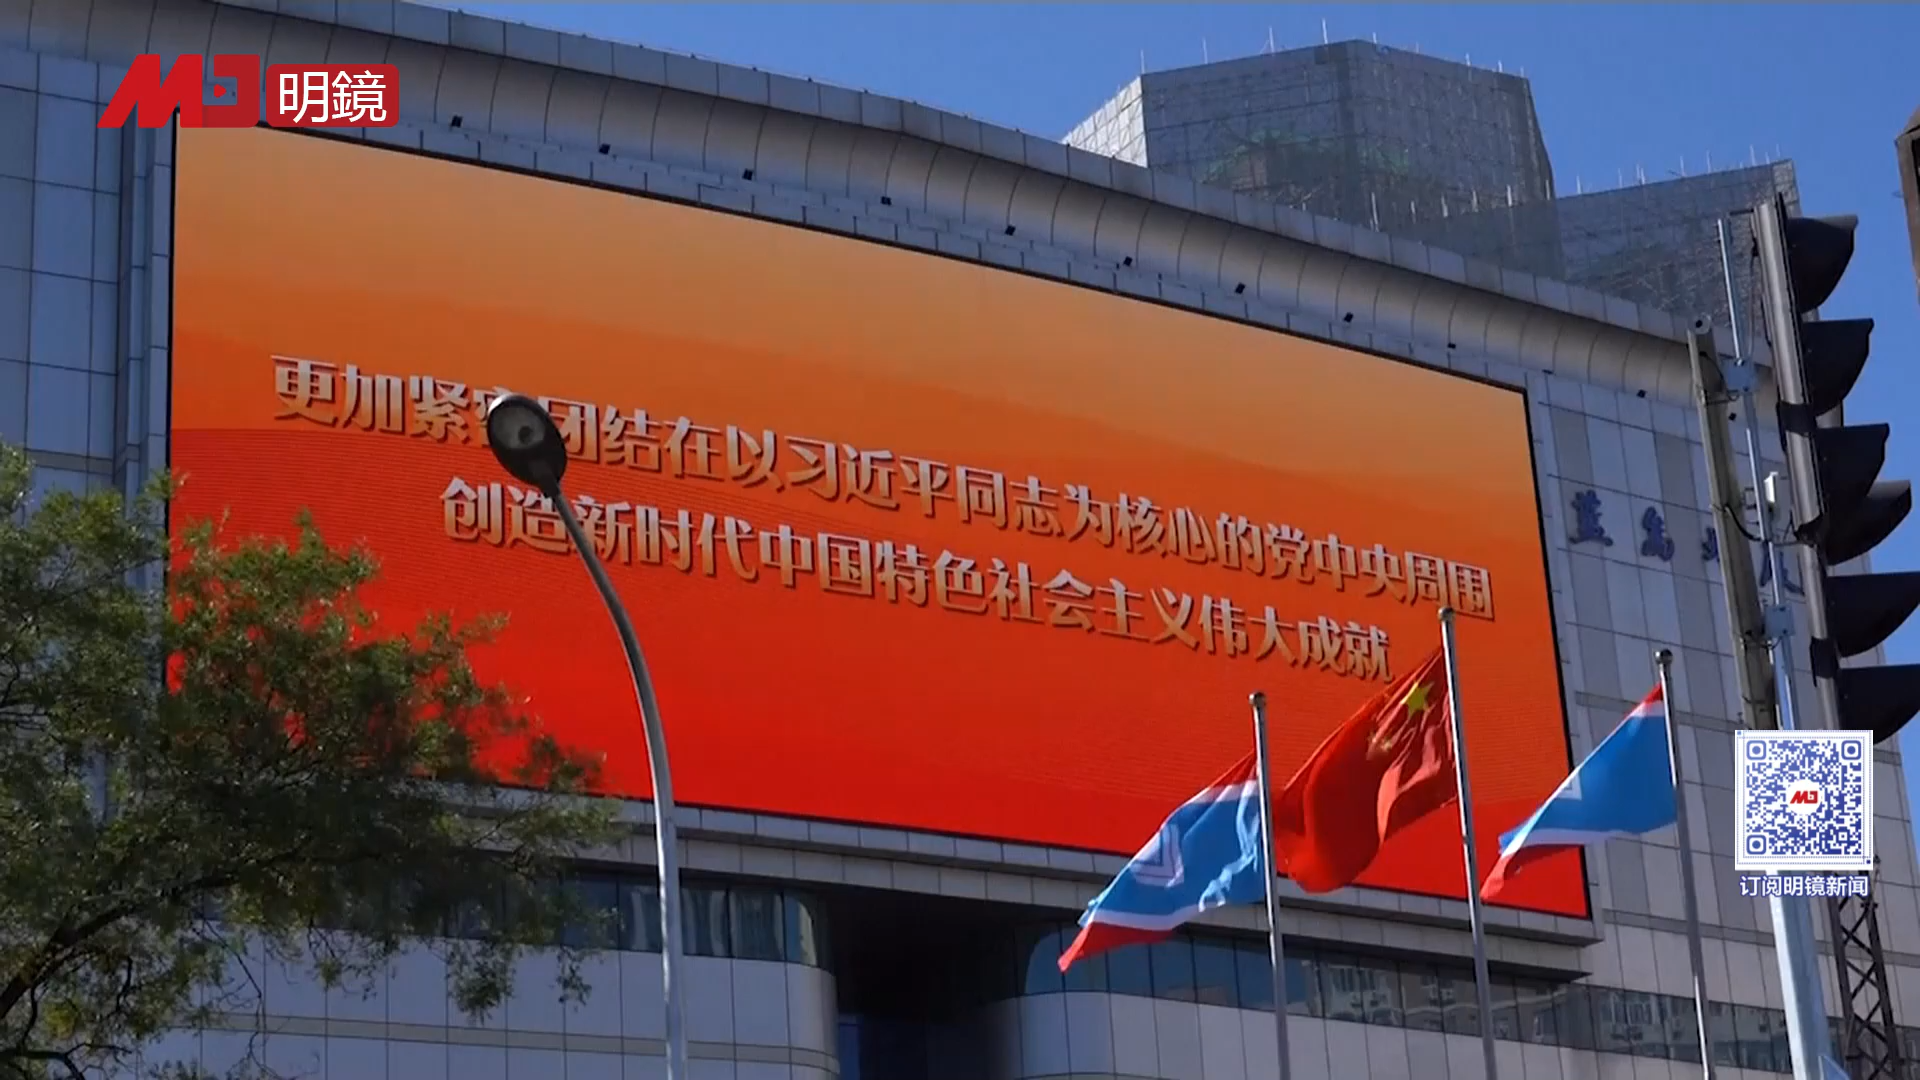 明鏡
更加紧密团结在以习近平同志为核心的党中央周围
创造新时代中国特色社会主义伟大成就
订阅明镜新闻